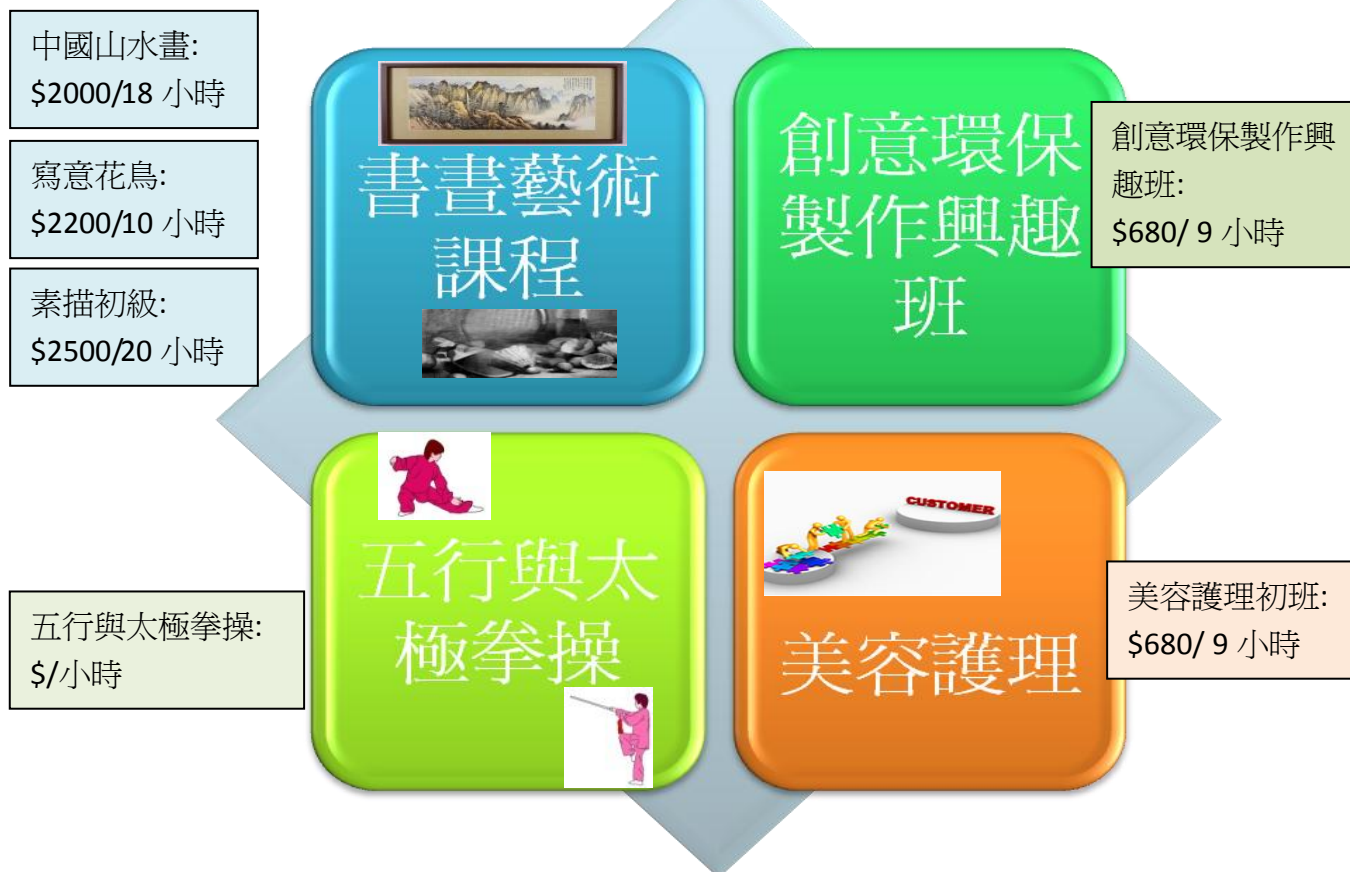 中國山水畫:
$2000/18 小時
寫意花鳥:
$2200/10 小時
素描初級:
$2500/20 小時
書晝藝術
課程
創意環保
製作興趣
班
創意環保製作興
趣班:
$680/ 9 小時
五行與太極拳操:
$/小時
五行與太
極拳操
CUSTOMER
美容護理
美容護理初班:
$680/ 9 小時